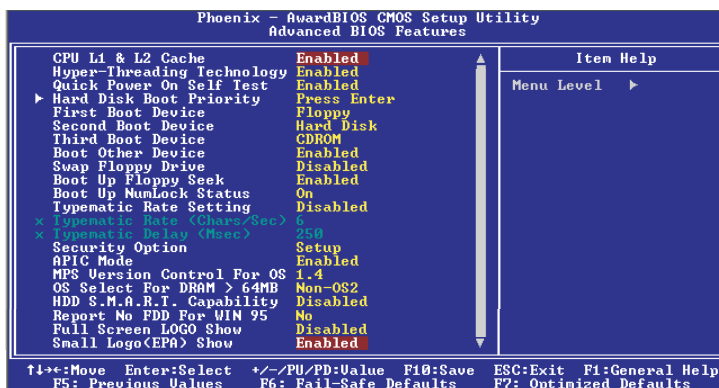 Phoenix - AwardBIOS CMOS Setup Utility
Advanced BIOS Features
CPU L1 & L2 Cache Enabled
Hyper-Threading Technology Enabled
Quick Power On Self Test Enabled
Hard Disk Boot Priority Press Enter
First Boot Device Floppy
Second Boot Device Hard Disk
Third Boot Device CDROM
Boot Other Device Enabled
Swap Floppy Drive Disabled
Boot Up Floppy Seek Enabled
Boot Up NumLock Status On
Typematic Rate Setting Disabled
x Typematic Rate (Chars/Sec) 6
x Typematic Delay (Msec) 250
Security Option Setup
APIC Mode Enabled
MPS Version Control For OS 1.4
OS Select For DRAM > 64MB Non-OS2
HDD S.M.A.R.T. Capability Disabled
Report No FDD For WIN 95 No
Full Screen LOGO Show Disabled
Small Logo(EPA) Show Enabled
Item Help
Menu Level ►
↑↓→←:Move Enter:Select +/-/PU/PD:Value F10:Save ESC:Exit F1:General Help
F5: Previous Values F6: Fail-Safe Defaults F7: Optimized Defaults